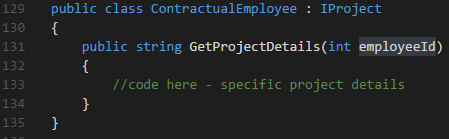 129 public class ContractualEmployee : IProject
130 {
131 public string GetProjectDetails(int employeeId)
132 {
133 //code here - specific project details
134 }
135 }